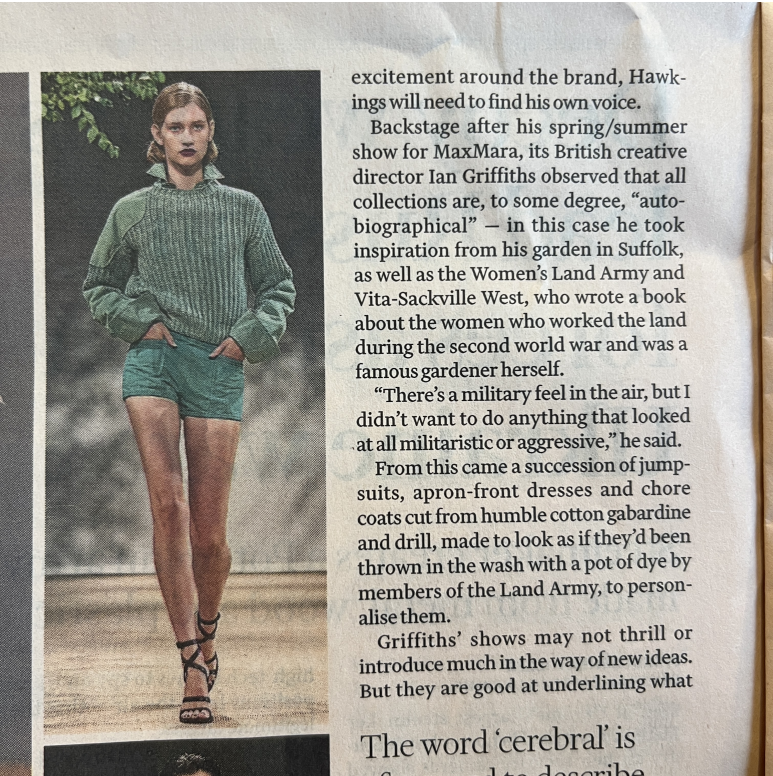 excitement around the brand, Hawk-
ings will need to find his own voice.
Backstage after his spring/summer
show for MaxMara, its British creative
director Ian Griffiths observed that all
collections are, to some degree, “auto-
biographical” — in this case he took
inspiration from his garden in Suffolk,
as well as the Women’s Land Army and
Vita-Sackville West, who wrote a book
about the women who worked the land
during the second world war and was a
famous gardener herself.
“There’s a military feel in the air, but I
didn’t want to do anything that looked
at all militaristic or aggressive,” he said.
From this came a succession of jump-
suits, apron-front dresses and chore
coats cut from humble cotton gabardine
and drill, made to look as if they’d been
thrown in the wash with a pot of dye by
members of the Land Army, to person-
alise them.
Griffiths’ shows may not thrill or
introduce much in the way of new ideas.
But they are good at underlining what
The word ‘cerebral’ is
to describe